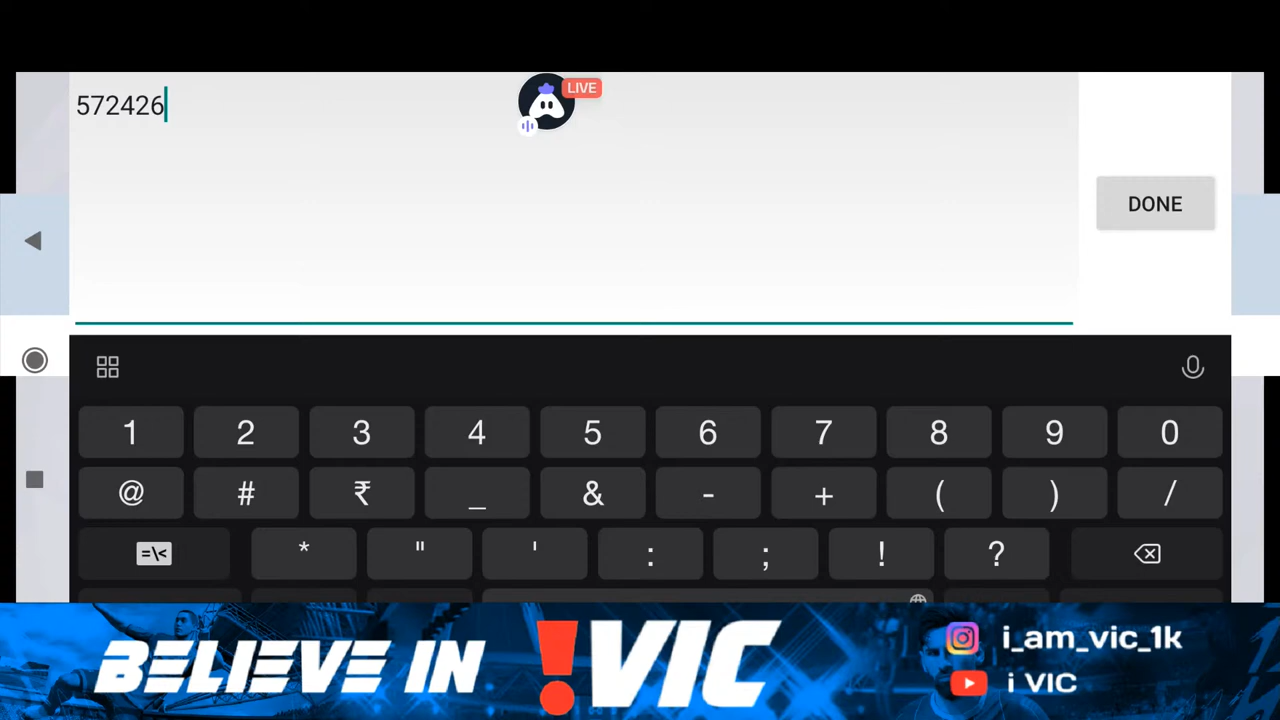 572426
LIVE
DONE
1 2 3 4 5 6 7 8 9 0
@ # ₹ _ & - + ( ) /
=\< * " ' : ; ! ?
BELIEVE IN !VIC
i_am_vic_1k
i VIC